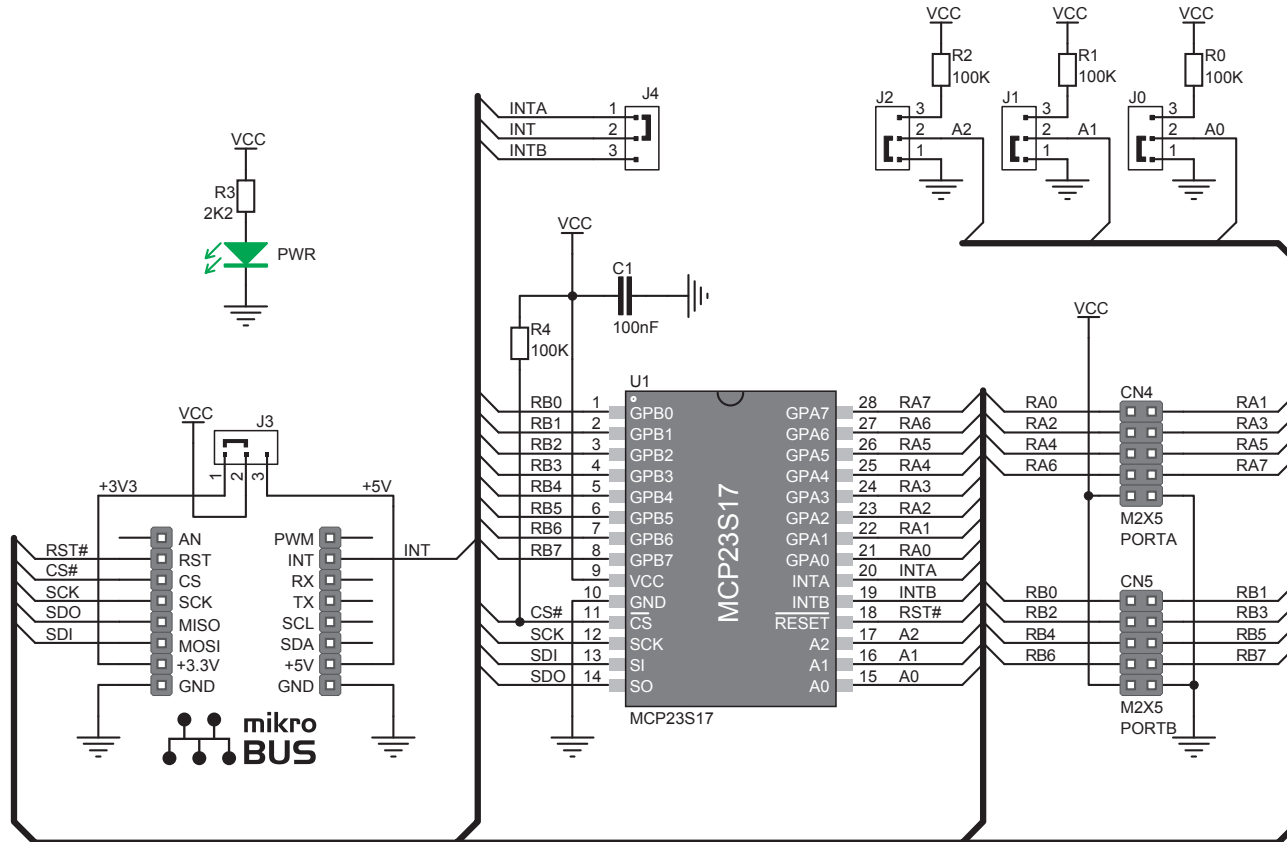 VCC
R2
100K
J2
3
2
1
A2
VCC
R1
100K
J1
3
2
1
A1
VCC
R0
100K
J0
3
2
1
A0
J4
INTA 1
INT 2
INTB 3
VCC
R3
2K2
PWR
VCC
C1
100nF
R4
100K
VCC
J3
1
2
3
+3V3
+5V
RST#
CS#
SCK
SDO
SDI
AN
RST
CS
SCK
MISO
MOSI
+3.3V
GND
PWM
INT
RX
TX
SCL
SDA
+5V
GND
INT
mikro
BUS
U1
RB0 1 GPB0
RB1 2 GPB1
RB2 3 GPB2
RB3 4 GPB3
RB4 5 GPB4
RB5 6 GPB5
RB6 7 GPB6
RB7 8 GPB7
9 VCC
10 GND
CS# 11 CS
SCK 12 SCK
SDI 13 SI
SDO 14 SO
MCP23S17
GPA7 28 RA7
GPA6 27 RA6
GPA5 26 RA5
GPA4 25 RA4
GPA3 24 RA3
GPA2 23 RA2
GPA1 22 RA1
GPA0 21 RA0
INTA 20 INTA
INTB 19 INTB
RESET 18 RST#
A2 17 A2
A1 16 A1
A0 15 A0
MCP23S17
VCC
CN4
RA0 RA1
RA2 RA3
RA4 RA5
RA6 RA7
M2X5
PORTA
CN5
RB0 RB1
RB2 RB3
RB4 RB5
RB6 RB7
M2X5
PORTB